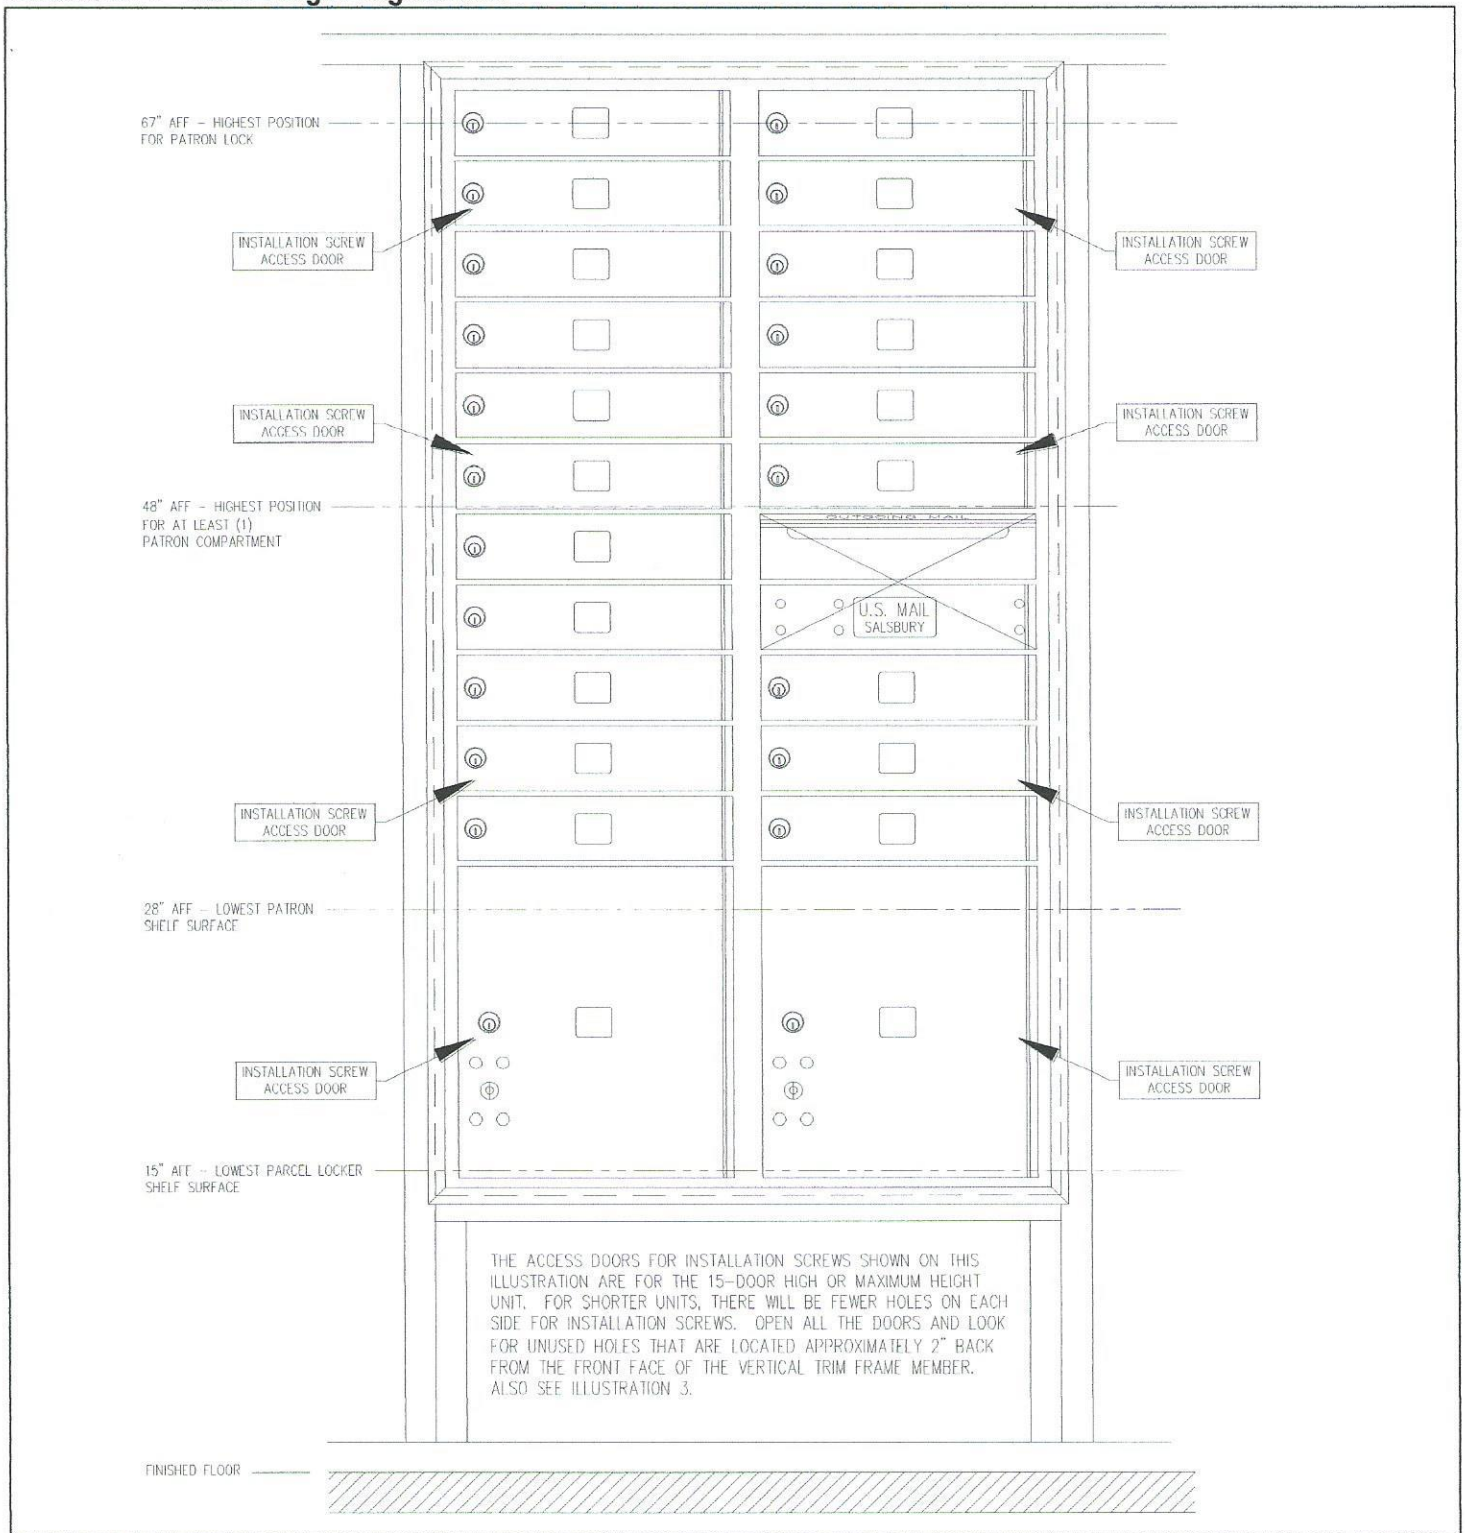 67" AFF - HIGHEST POSITION
FOR PATRON LOCK
INSTALLATION SCREW
ACCESS DOOR
INSTALLATION SCREW
ACCESS DOOR
INSTALLATION SCREW
ACCESS DOOR
INSTALLATION SCREW
ACCESS DOOR
48" AFF - HIGHEST POSITION
FOR AT LEAST (1)
PATRON COMPARTMENT
OUTGOING MAIL
U.S. MAIL
SALSBURY
INSTALLATION SCREW
ACCESS DOOR
INSTALLATION SCREW
ACCESS DOOR
28" AFF - LOWEST PATRON
SHELF SURFACE
INSTALLATION SCREW
ACCESS DOOR
INSTALLATION SCREW
ACCESS DOOR
15" AFF - LOWEST PARCEL LOCKER
SHELF SURFACE
THE ACCESS DOORS FOR INSTALLATION SCREWS SHOWN ON THIS
ILLUSTRATION ARE FOR THE 15-DOOR HIGH OR MAXIMUM HEIGHT
UNIT. FOR SHORTER UNITS, THERE WILL BE FEWER HOLES ON EACH
SIDE FOR INSTALLATION SCREWS. OPEN ALL THE DOORS AND LOOK
FOR UNUSED HOLES THAT ARE LOCATED APPROXIMATELY 2" BACK
FROM THE FRONT FACE OF THE VERTICAL TRIM FRAME MEMBER.
ALSO SEE ILLUSTRATION 3.
FINISHED FLOOR